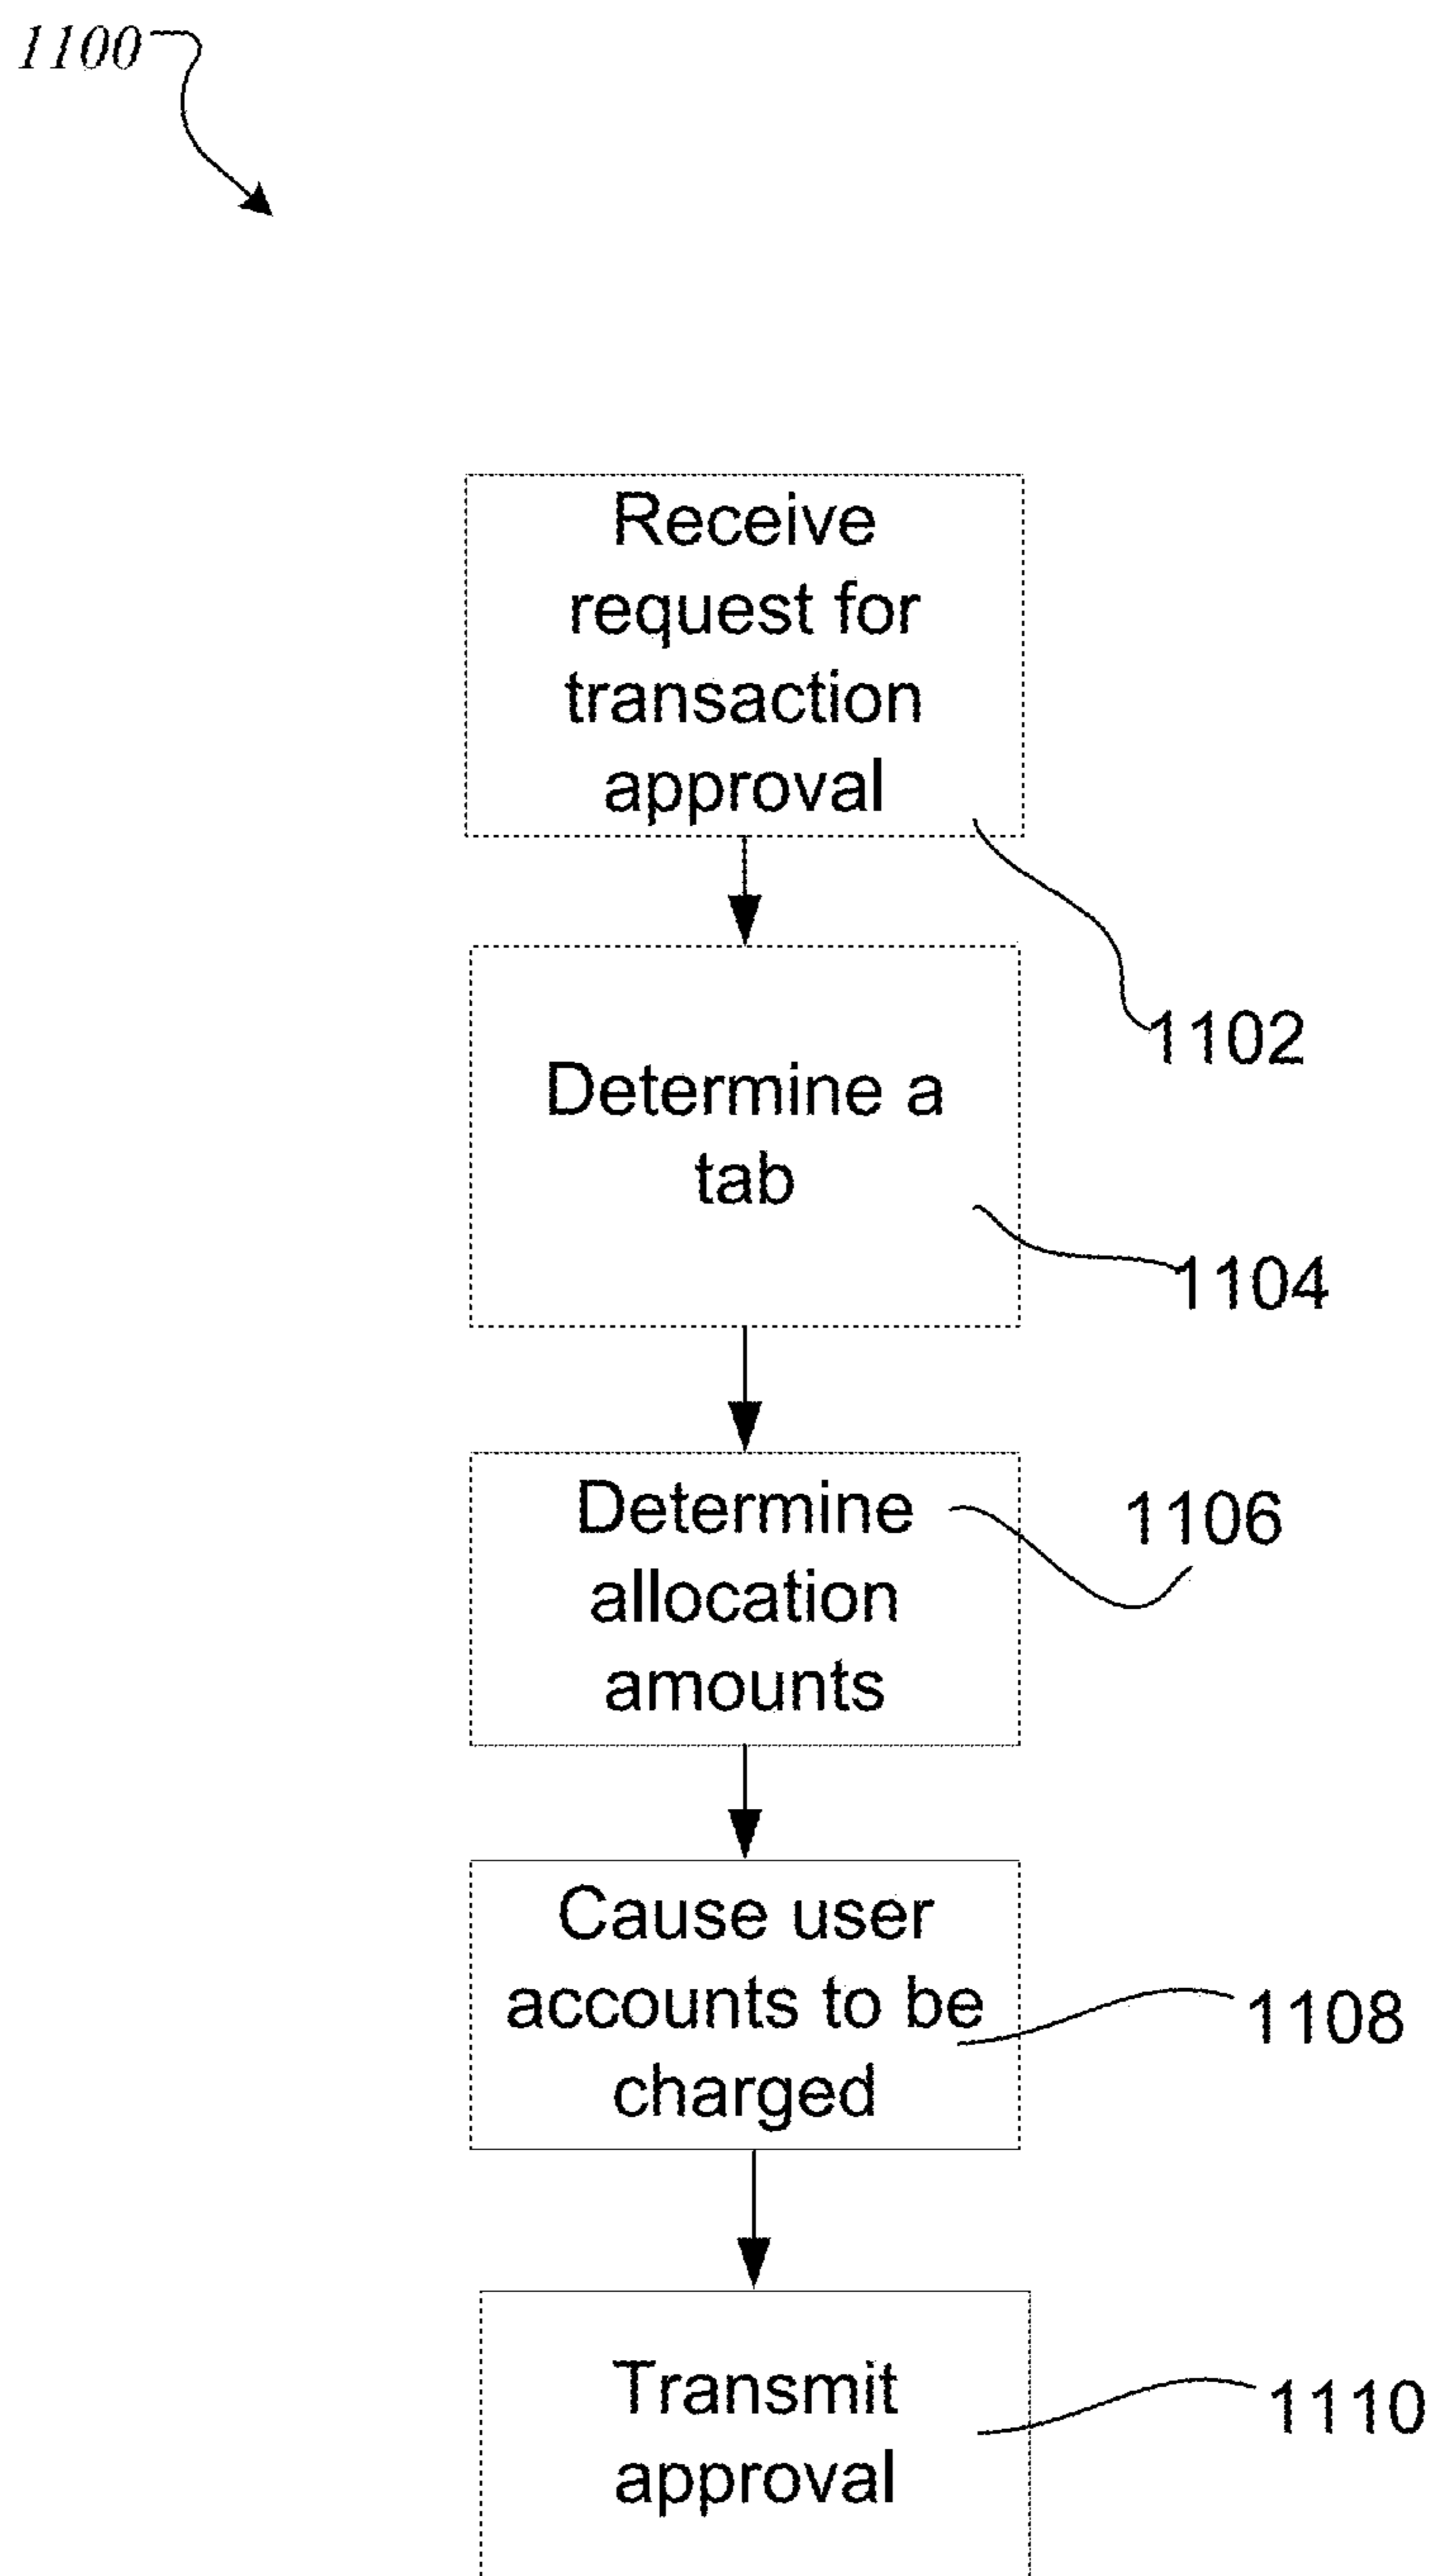 1100
Receive
request for
transaction
approval
1102
Determine a
tab
1104
Determine
allocation
amounts
1106
Cause user
accounts to be
charged
1108
Transmit
approval
1110